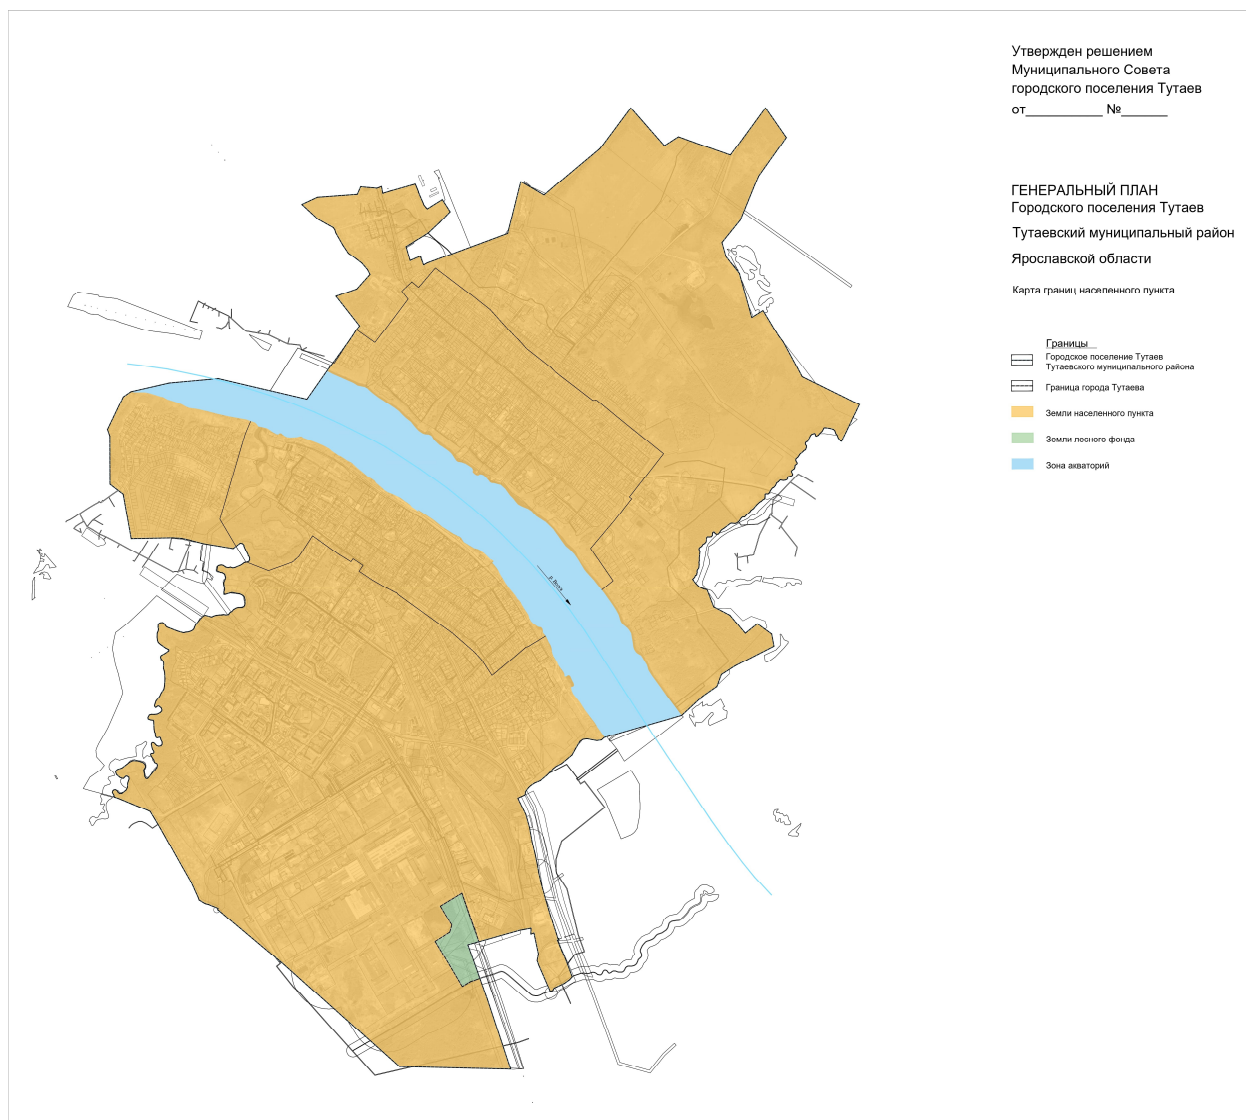 Утвержден решением
Муниципального Совета
городского поселения Тутаев
от___________ №______
ГЕНЕРАЛЬНЫЙ ПЛАН
Городского поселения Тутаев
Тутаевский муниципальный район
Ярославской области
Карта границ населенного пункта
Границы
Городское поселение Тутаев
Тутаевского муниципального района
Граница города Тутаева
Земли населенного пункта
Земли лесного фонда
Зона акваторий
р. Волга